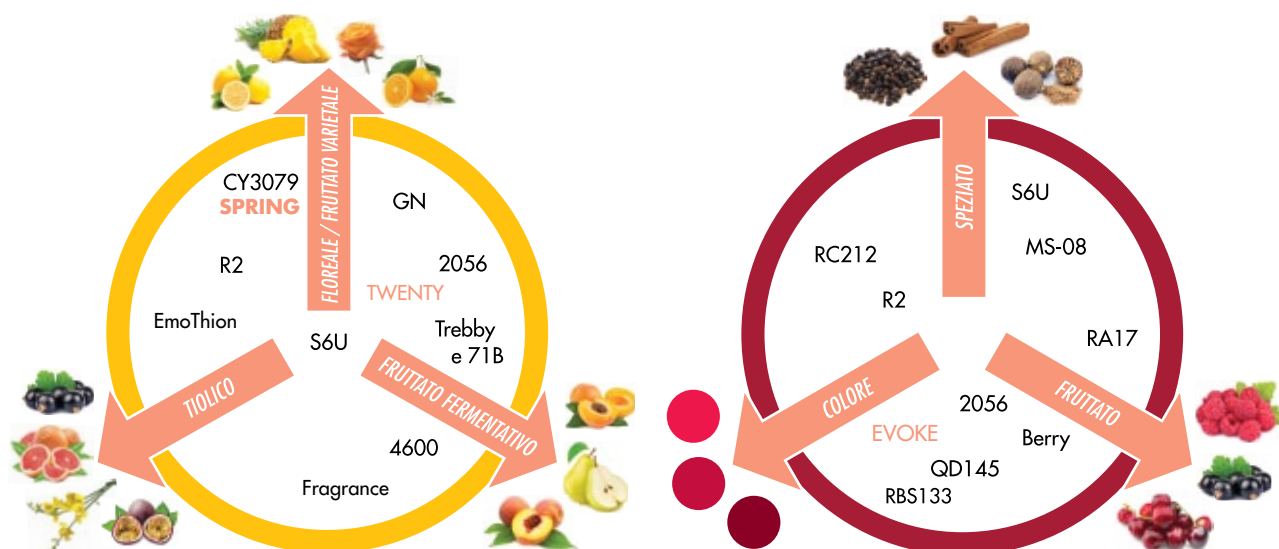 FLOREALE / FRUTTATO VARIETALE
CY3079
SPRING
GN
R2
2056
TWENTY
EmoThion
S6U
Trebby
e 71B
TIOLICO
FRUTTATO FERMENTATIVO
4600
Fragrance
SPEZIATO
S6U
RC212
MS-08
R2
RA17
COLORE
FRUTTATO
2056
EVOKE
Berry
QD145
RBS133